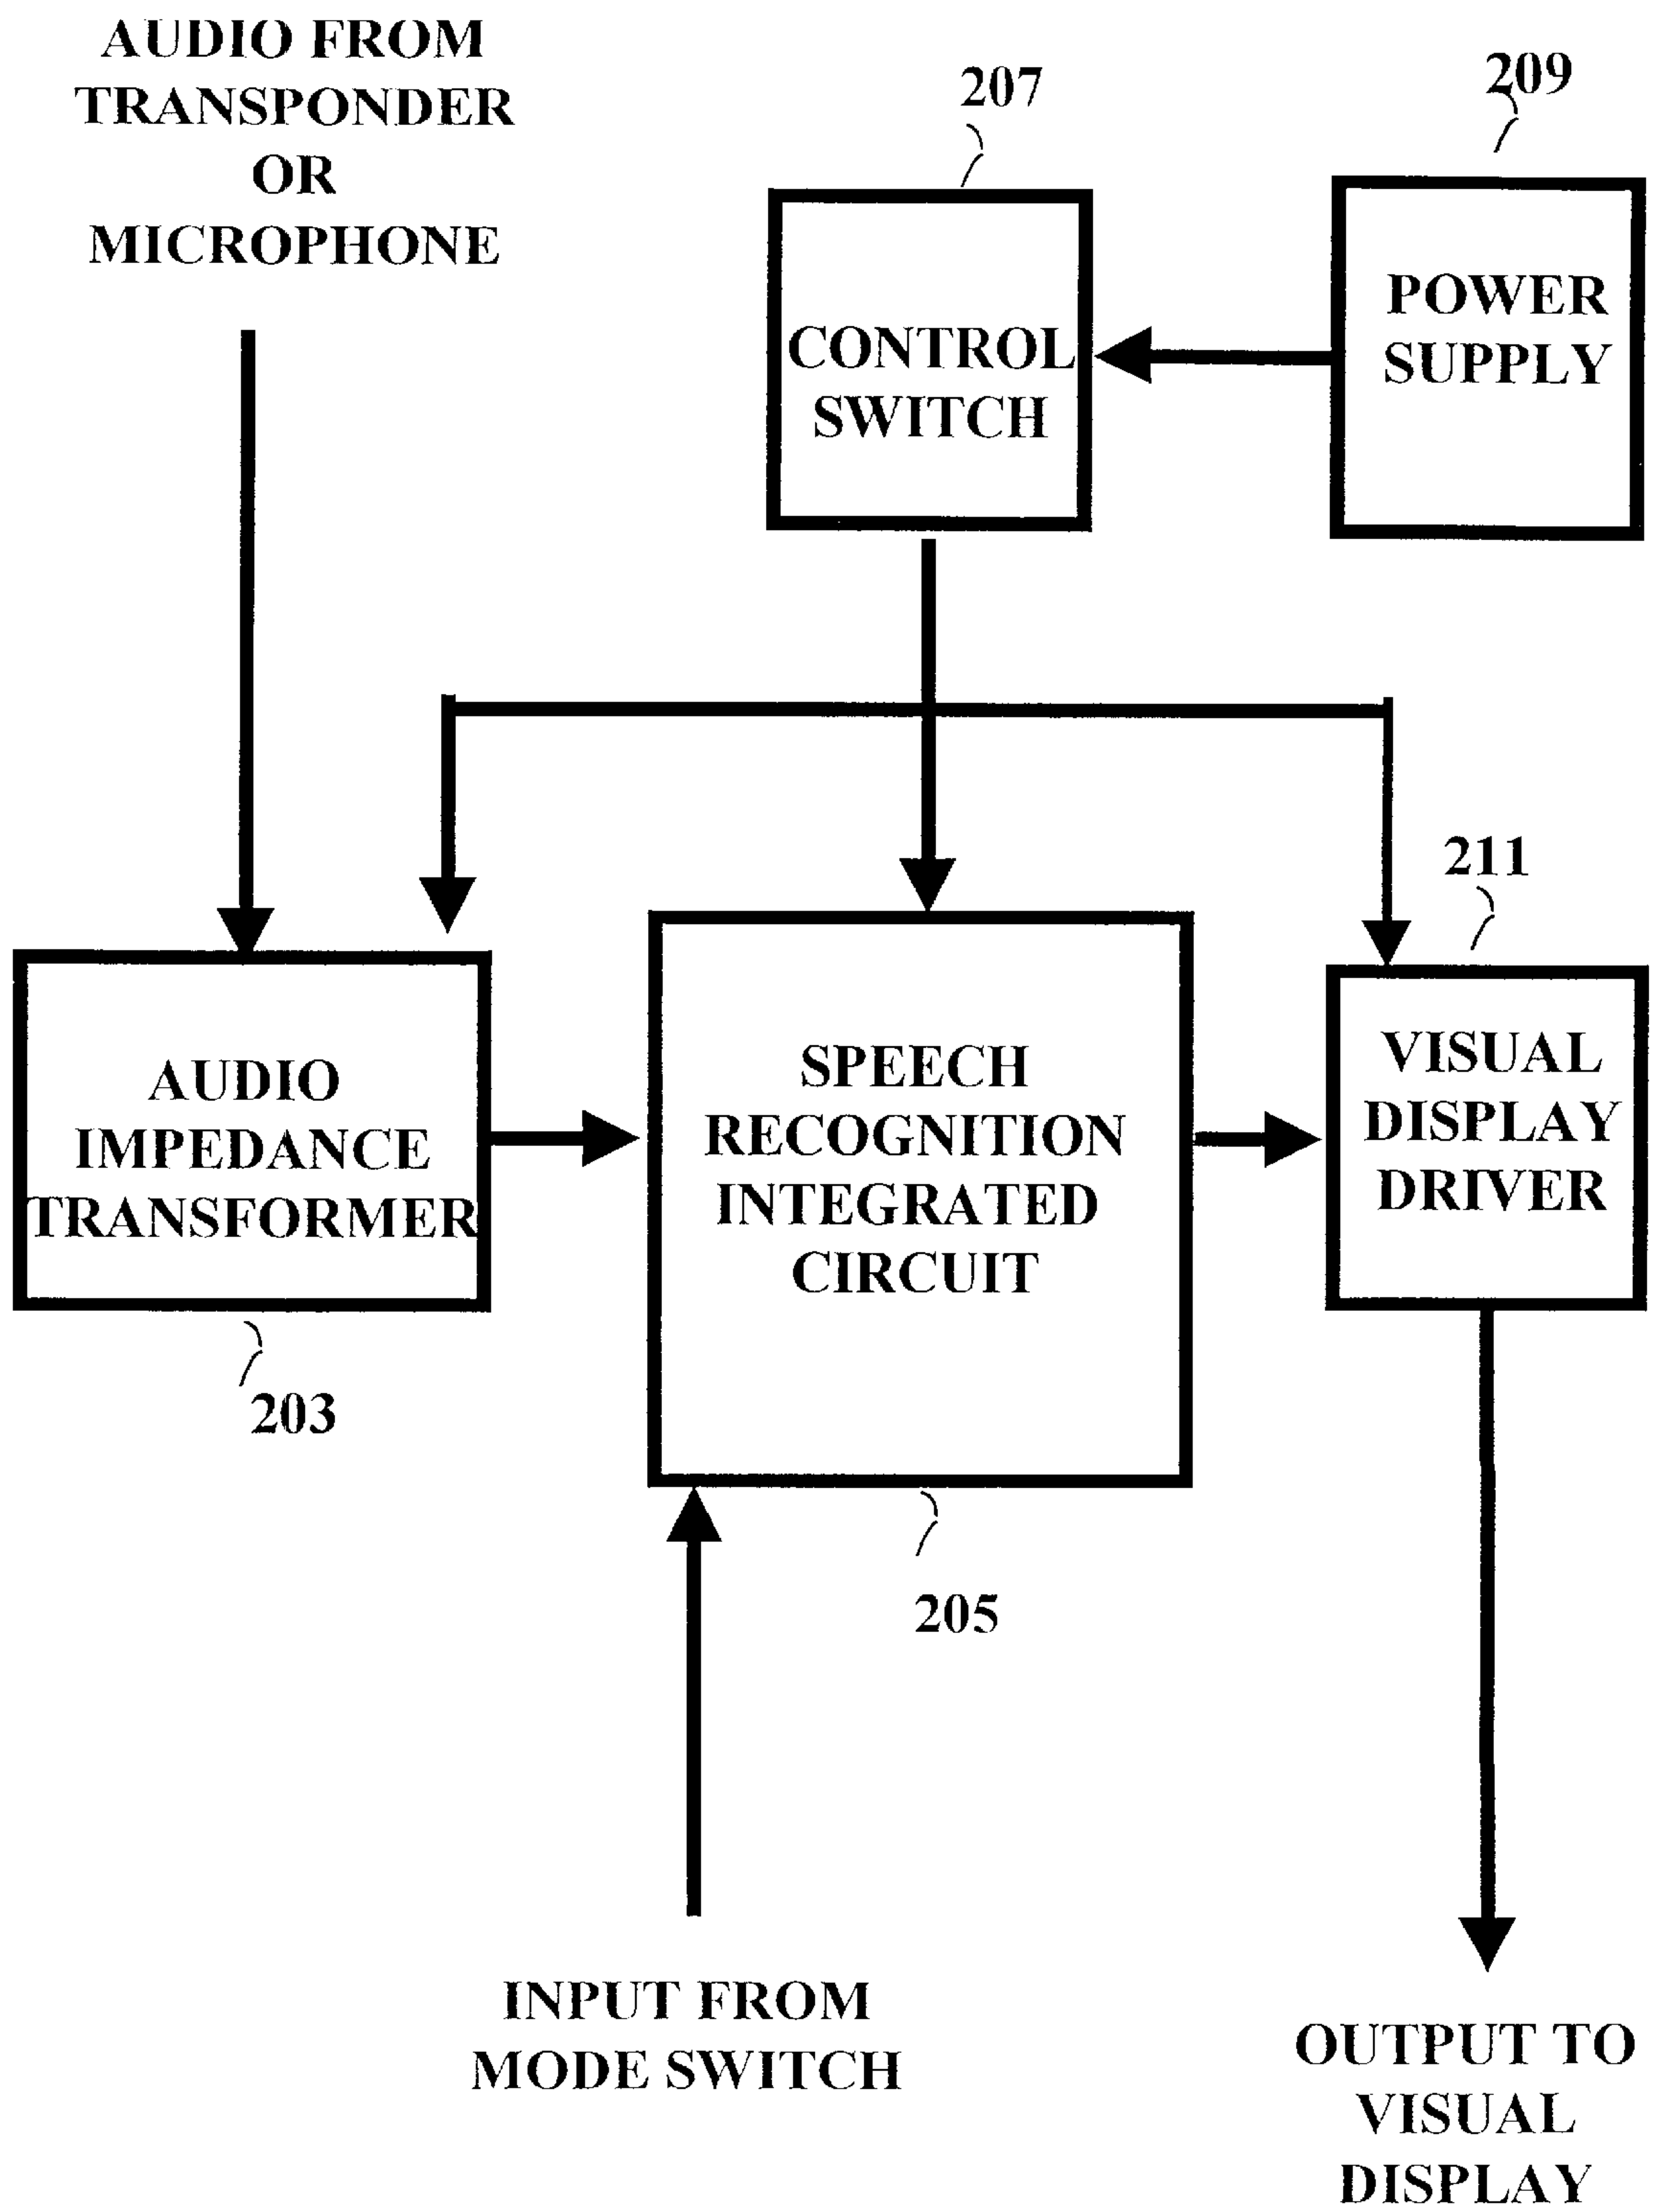 AUDIO FROM
TRANSPONDER
OR
MICROPHONE
207
209
CONTROL
SWITCH
POWER
SUPPLY
211
AUDIO
IMPEDANCE
TRANSFORMER
SPEECH
RECOGNITION
INTEGRATED
CIRCUIT
VISUAL
DISPLAY
DRIVER
203
205
INPUT FROM
MODE SWITCH
OUTPUT TO
VISUAL
DISPLAY